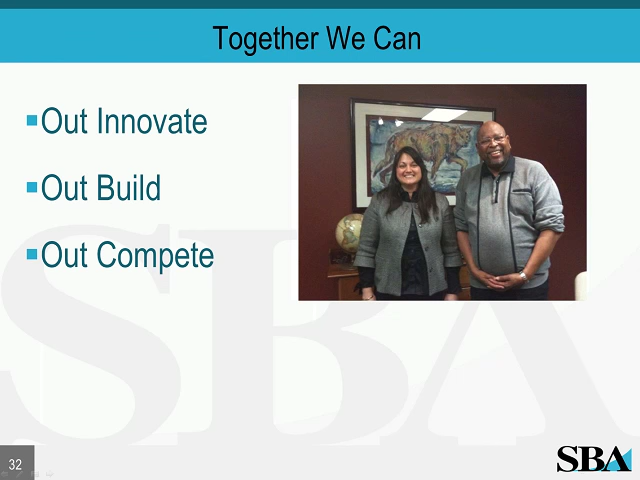 Together We Can
Out Innovate
Out Build
Out Compete
32
SBA